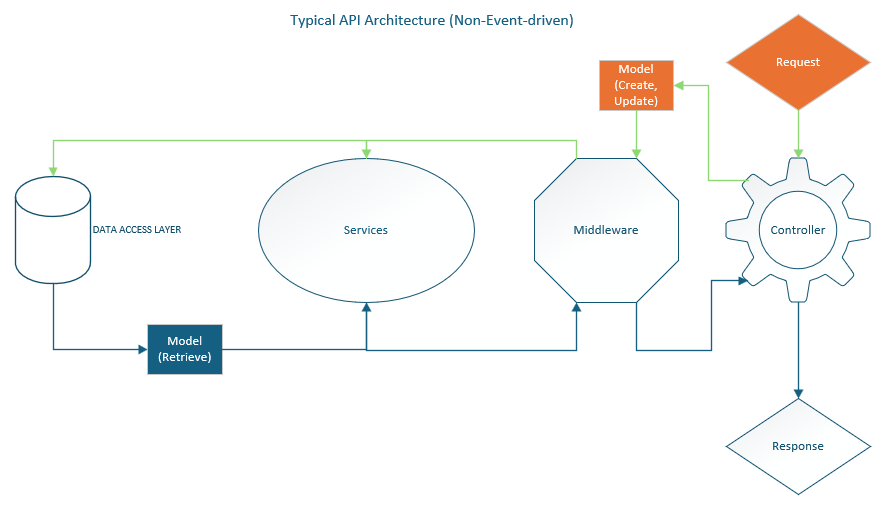 Typical API Architecture (Non-Event-driven)
Request
Model
(Create,
Update)
DATA ACCESS LAYER
Services
Middleware
Controller
Model
(Retrieve)
Response